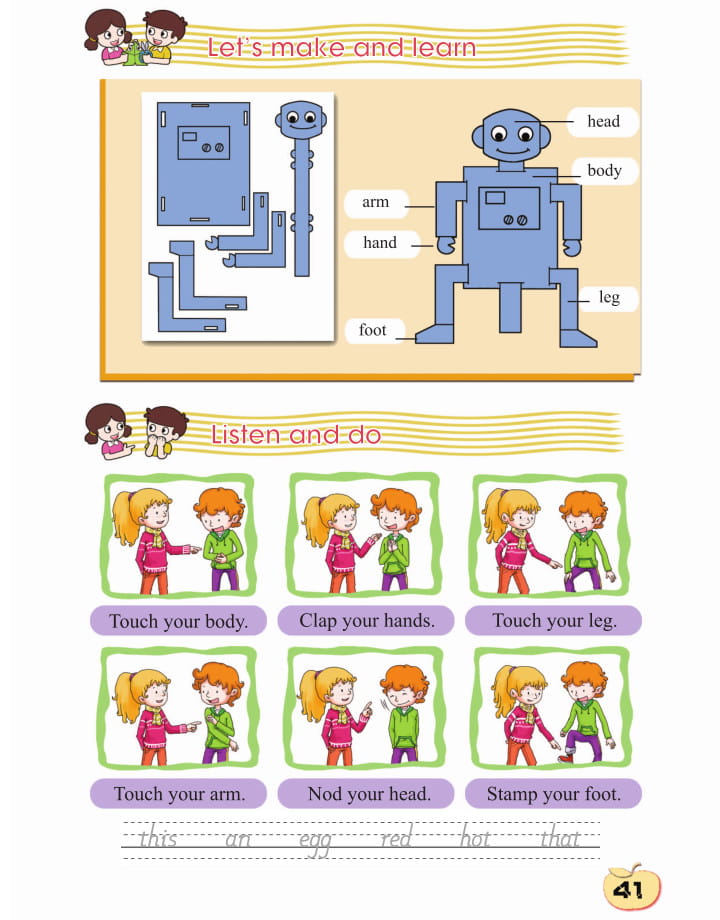 Let's make and learn
head
body
arm
hand
leg
foot
Listen and do
Touch your body. Clap your hands. Touch your leg.
Touch your arm. Nod your head. Stamp your foot.
this an egg red hot that
41